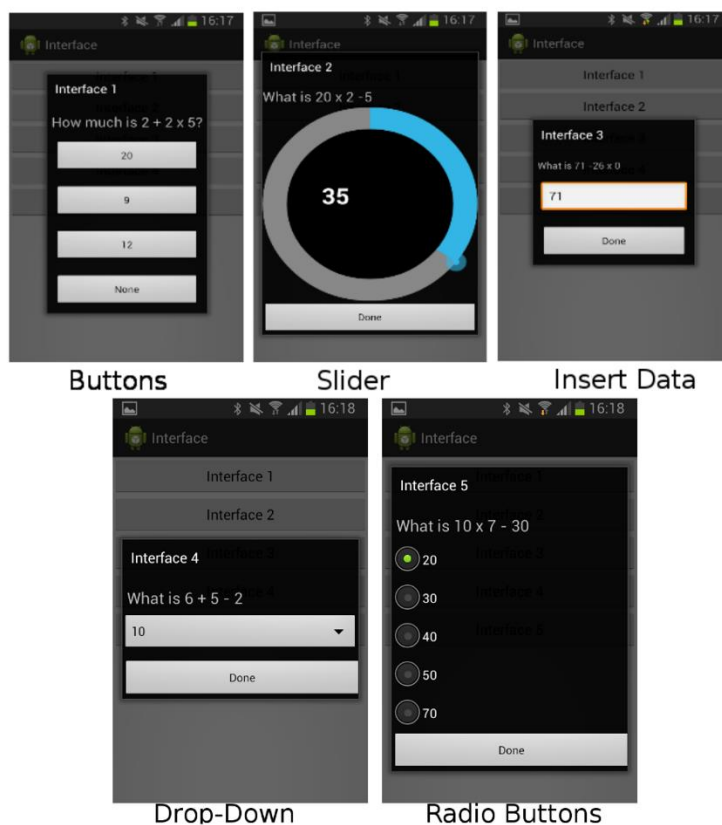 16:17
Interface
Interface 1
How much is 2 + 2 x 5?
20
9
12
None
Buttons
16:17
Interface
Interface 2
What is 20 x 2 -5
35
Done
Slider
16:17
Interface
Interface 1
Interface 2
Interface 3
What is 71 -26 x 0
71
Done
Insert Data
16:18
Interface
Interface 1
Interface 2
Interface 4
What is 6 + 5 - 2
10
Done
Drop-Down
16:18
Interface
Interface 5
What is 10 x 7 - 30
20
30
40
50
70
Done
Radio Buttons